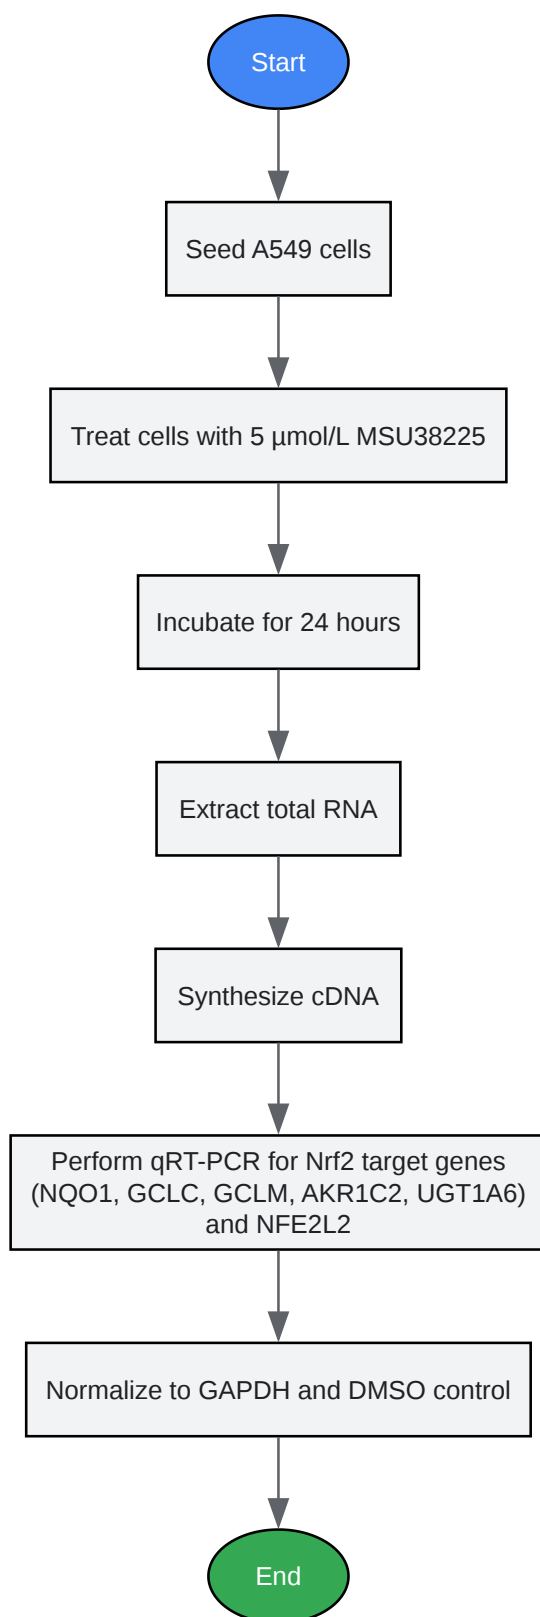 Start
Seed A549 cells
Treat cells with 5 µmol/L MSU38225
Incubate for 24 hours
Extract total RNA
Synthesize cDNA
Perform qRT-PCR for Nrf2 target genes
(NQO1, GCLC, GCLM, AKR1C2, UGT1A6)
and NFE2L2
Normalize to GAPDH and DMSO control
End